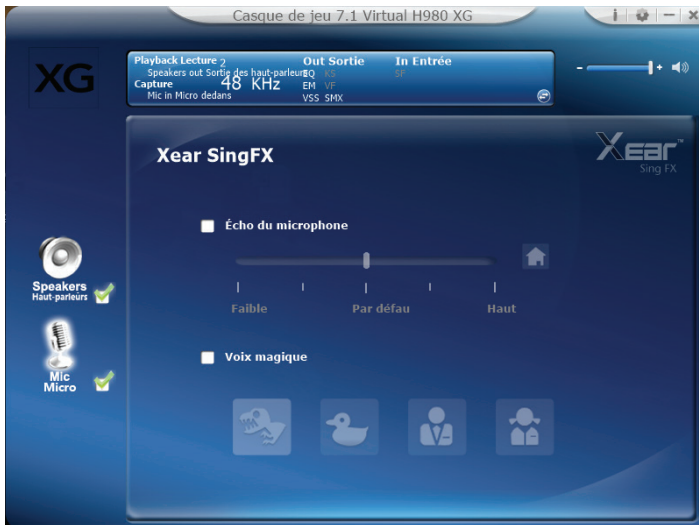 Casque de jeu 7.1 Virtual H980 XG
i
XG
Playback Lecture 2 Out Sortie In Entrée
Speakers out Sortie des haut-parleurs EQ KS SP
Capture 48 KHz EM VF
Mic in Micro dedans VSS SMX
- +
Xear SingFX
Xear™
Sing FX
Écho du microphone
Faible Par défau Haut
Speakers
Haut-parleurs
Voix magique
Mic
Micro